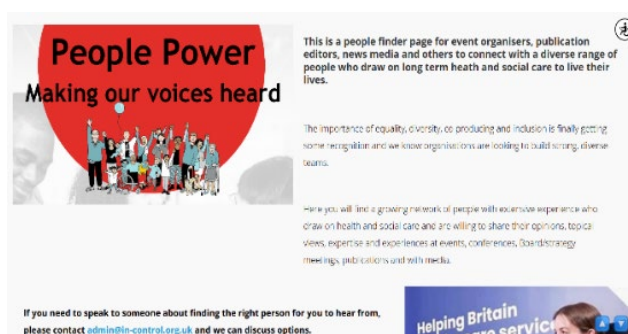 People Power
Making our voices heard
This is a people finder page for event organisers, publication
editors, news media and others to connect with a diverse range of
people who draw on long term heath and social care to live their
lives.
The importance of equality, diversity, co producing and inclusion is finally getting
some recognition and we know organisations are looking to build strong, diverse
teams.
Here you will find a growing network of people with extensive experience who
draw on health and social care and are willing to share their opinions, topical
views, expertise and experiences at events, conferences, Board/strategy
meetings, publications and with media.
If you need to speak to someone about finding the right person for you to hear from,
please contact admin@in-control.org.uk and we can discuss options.
Helping Britain